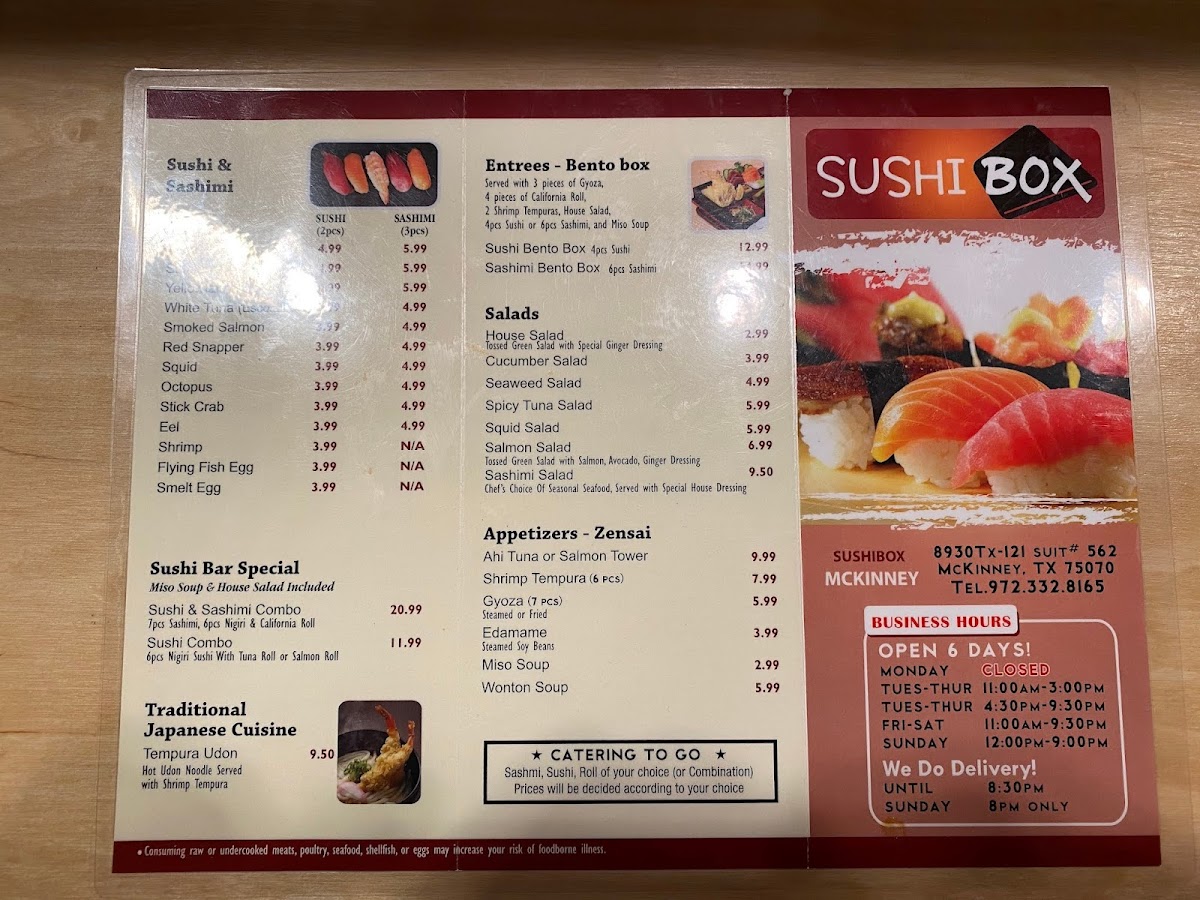 Sushi &
Sashimi
SUSHI SASHIMI
(2pcs) (3pcs)
4.99 5.99
5.99
5.99
White Tuna 4.99
Smoked Salmon 3.99 4.99
Red Snapper 3.99 4.99
Squid 3.99 4.99
Octopus 3.99 4.99
Stick Crab 3.99 4.99
Eel 3.99 4.99
Shrimp 3.99 N/A
Flying Fish Egg 3.99 N/A
Smelt Egg 3.99 N/A
Sushi Bar Special
Miso Soup & House Salad Included
Sushi & Sashimi Combo 20.99
7pcs Sashimi, 6pcs Nigiri & California Roll
Sushi Combo 11.99
6pcs Nigiri Sushi With Tuna Roll or Salmon Roll
Traditional
Japanese Cuisine
Tempura Udon 9.50
Hot Udon Noodle Served
with Shrimp Tempura
Entrees - Bento box
Served with 3 pieces of Gyoza,
4 pieces of California Roll,
2 Shrimp Tempuras, House Salad,
4pcs Sushi or 6pcs Sashimi, and Miso Soup
Sushi Bento Box 4pcs Sushi 12.99
Sashimi Bento Box 6pcs Sashimi
Salads
House Salad 2.99
Tossed Green Salad with Special Ginger Dressing
Cucumber Salad 3.99
Seaweed Salad 4.99
Spicy Tuna Salad 5.99
Squid Salad 5.99
Salmon Salad 6.99
Tossed Green Salad with Salmon, Avocado, Ginger Dressing
Sashimi Salad 9.50
Chef's Choice Of Seasonal Seafood, Served with Special House Dressing
Appetizers - Zensai
Ahi Tuna or Salmon Tower 9.99
Shrimp Tempura (6 PCS) 7.99
Gyoza (7 PCS) 5.99
Steamed or Fried
Edamame 3.99
Steamed Soy Beans
Miso Soup 2.99
Wonton Soup 5.99
★ CATERING TO GO ★
Sashmi, Sushi, Roll of your choice (or Combination)
Prices will be decided according to your choice
SUSHI BOX
SUSHIBOX
MCKINNEY
8930Tx-121 SUIT# 562
McKINNEY, TX 75070
TEL.972.332.8165
BUSINESS HOURS
OPEN 6 DAYS!
MONDAY CLOSED
TUES-THUR 11:00AM-3:00PM
TUES-THUR 4:30PM-9:30PM
FRI-SAT 11:00AM-9:30PM
SUNDAY 12:00PM-9:00PM
We Do Delivery!
UNTIL 8:30PM
SUNDAY 8PM ONLY
• Consuming raw or undercooked meats, poultry, seafood, shellfish, or eggs may increase your risk of foodborne illness.